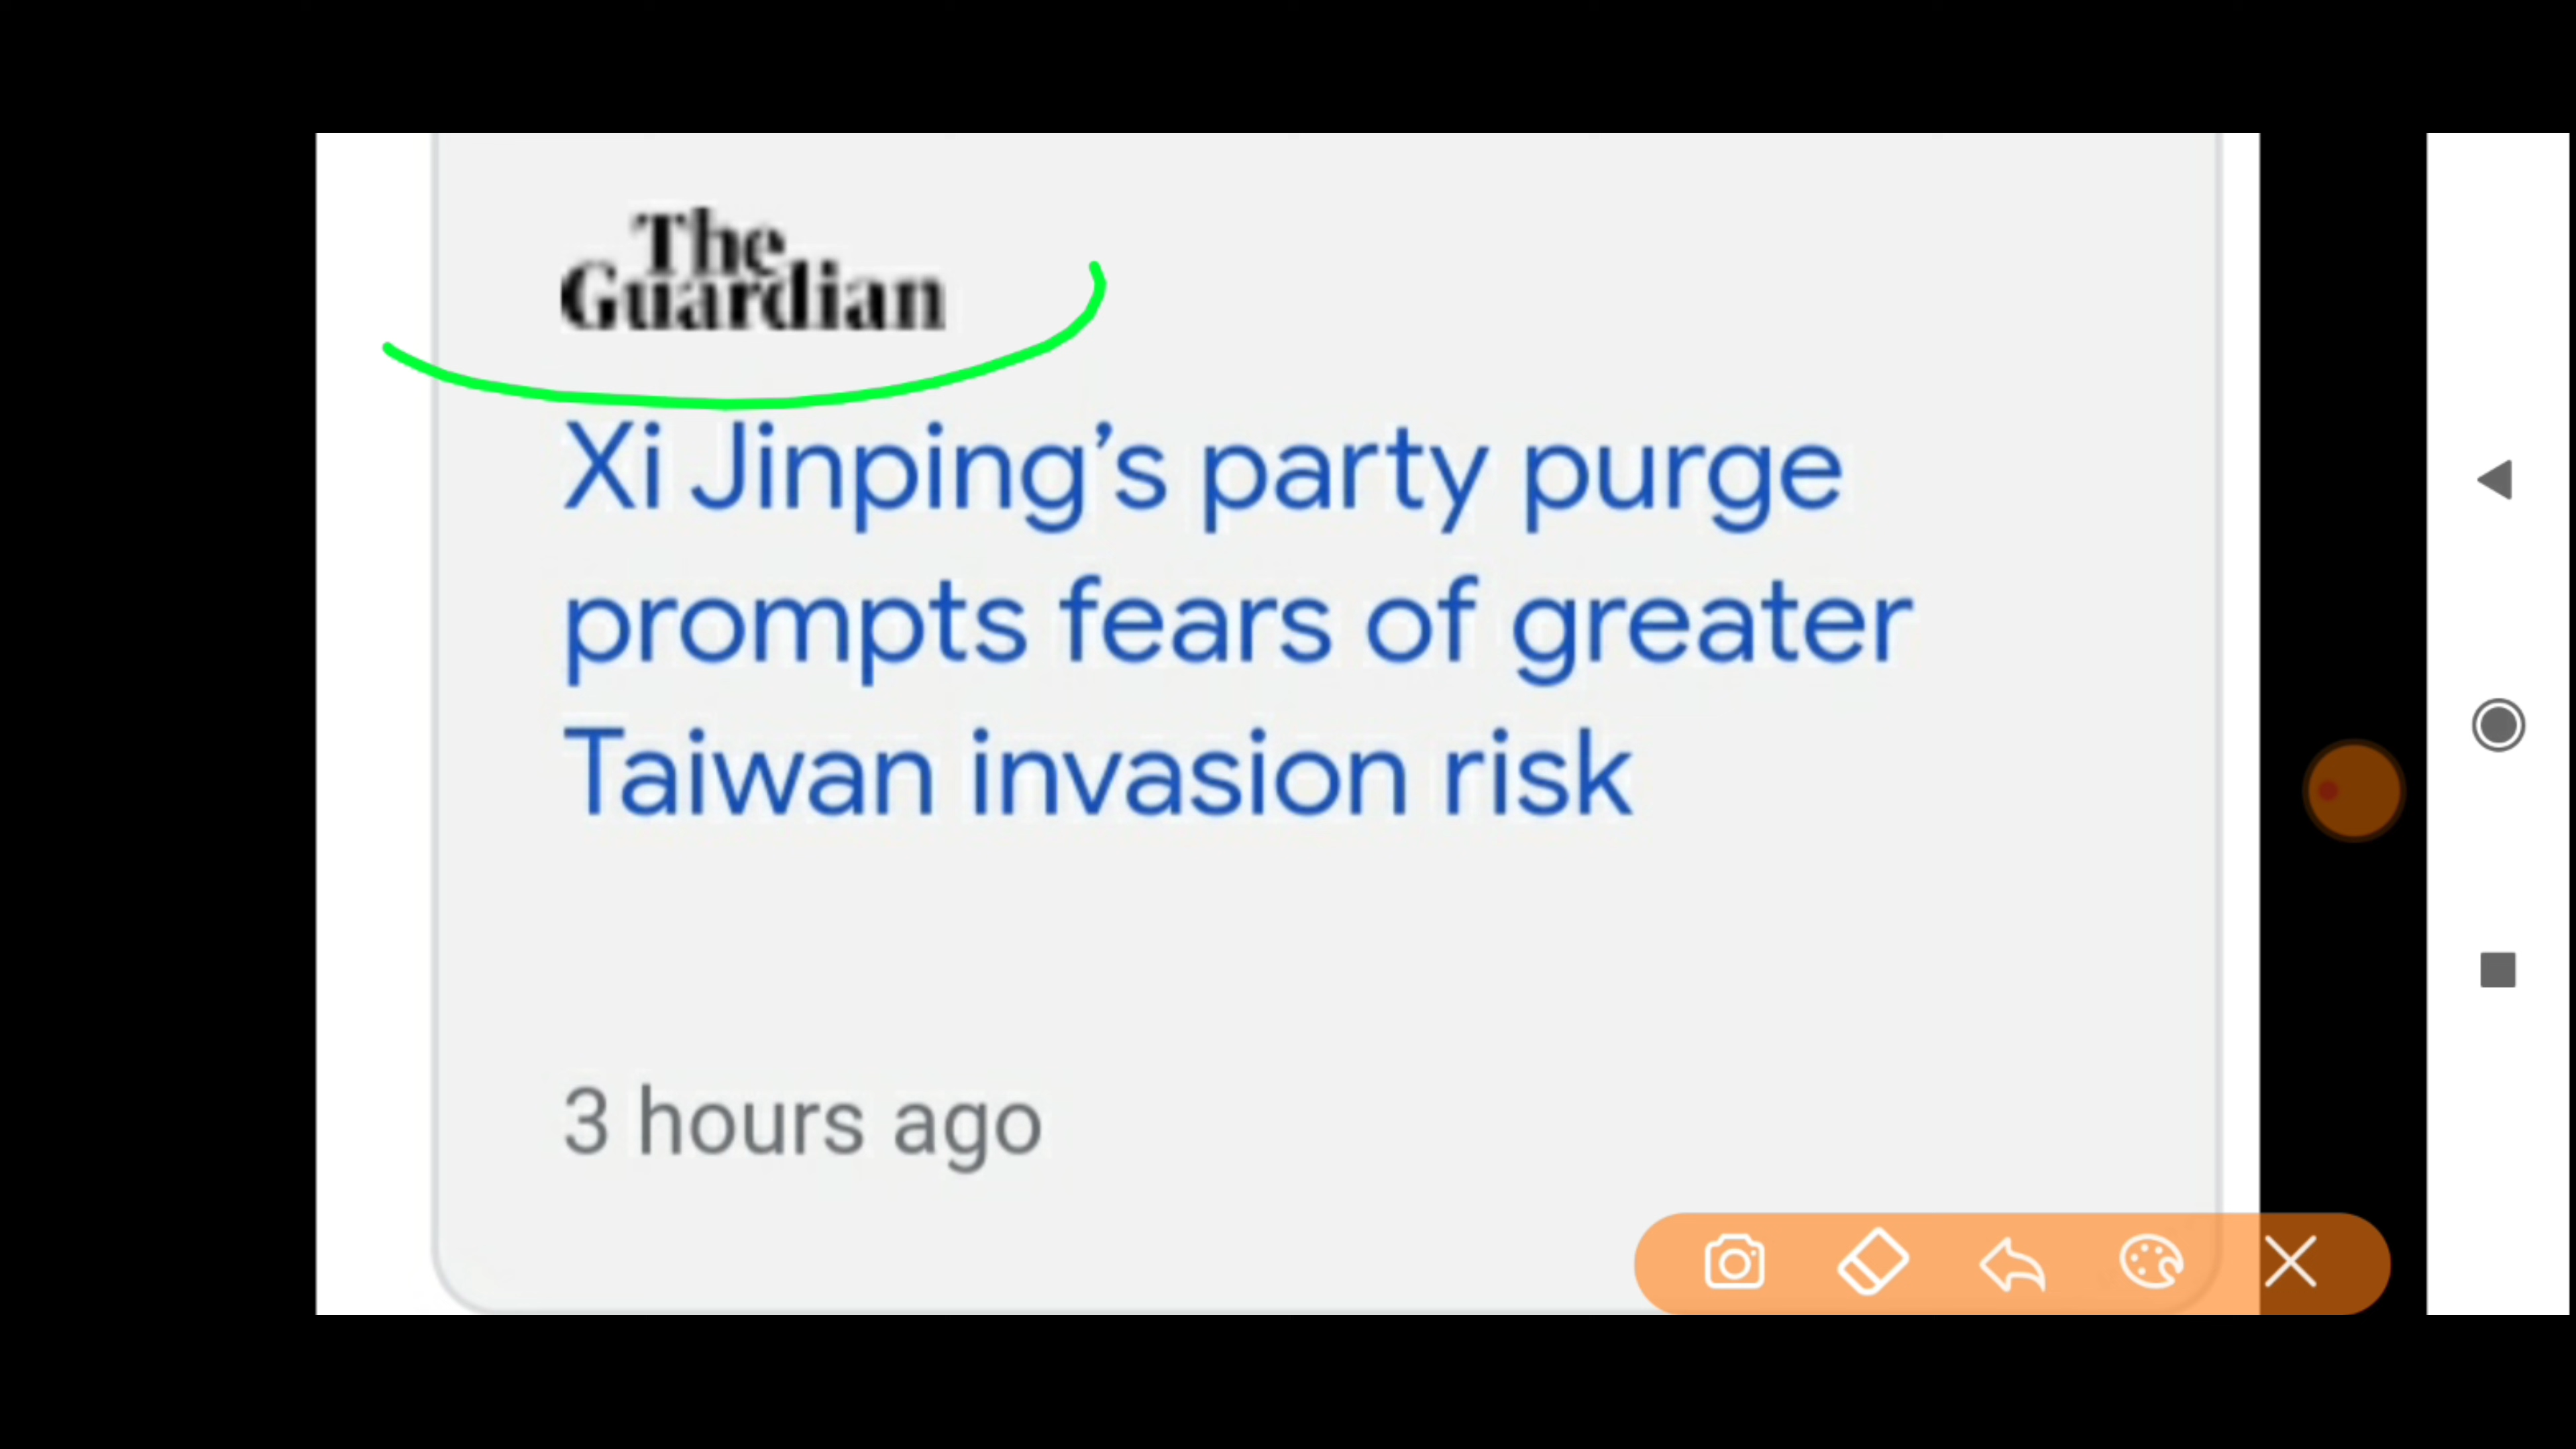 The
Guardian
Xi Jinping’s party purge
prompts fears of greater
Taiwan invasion risk
3 hours ago